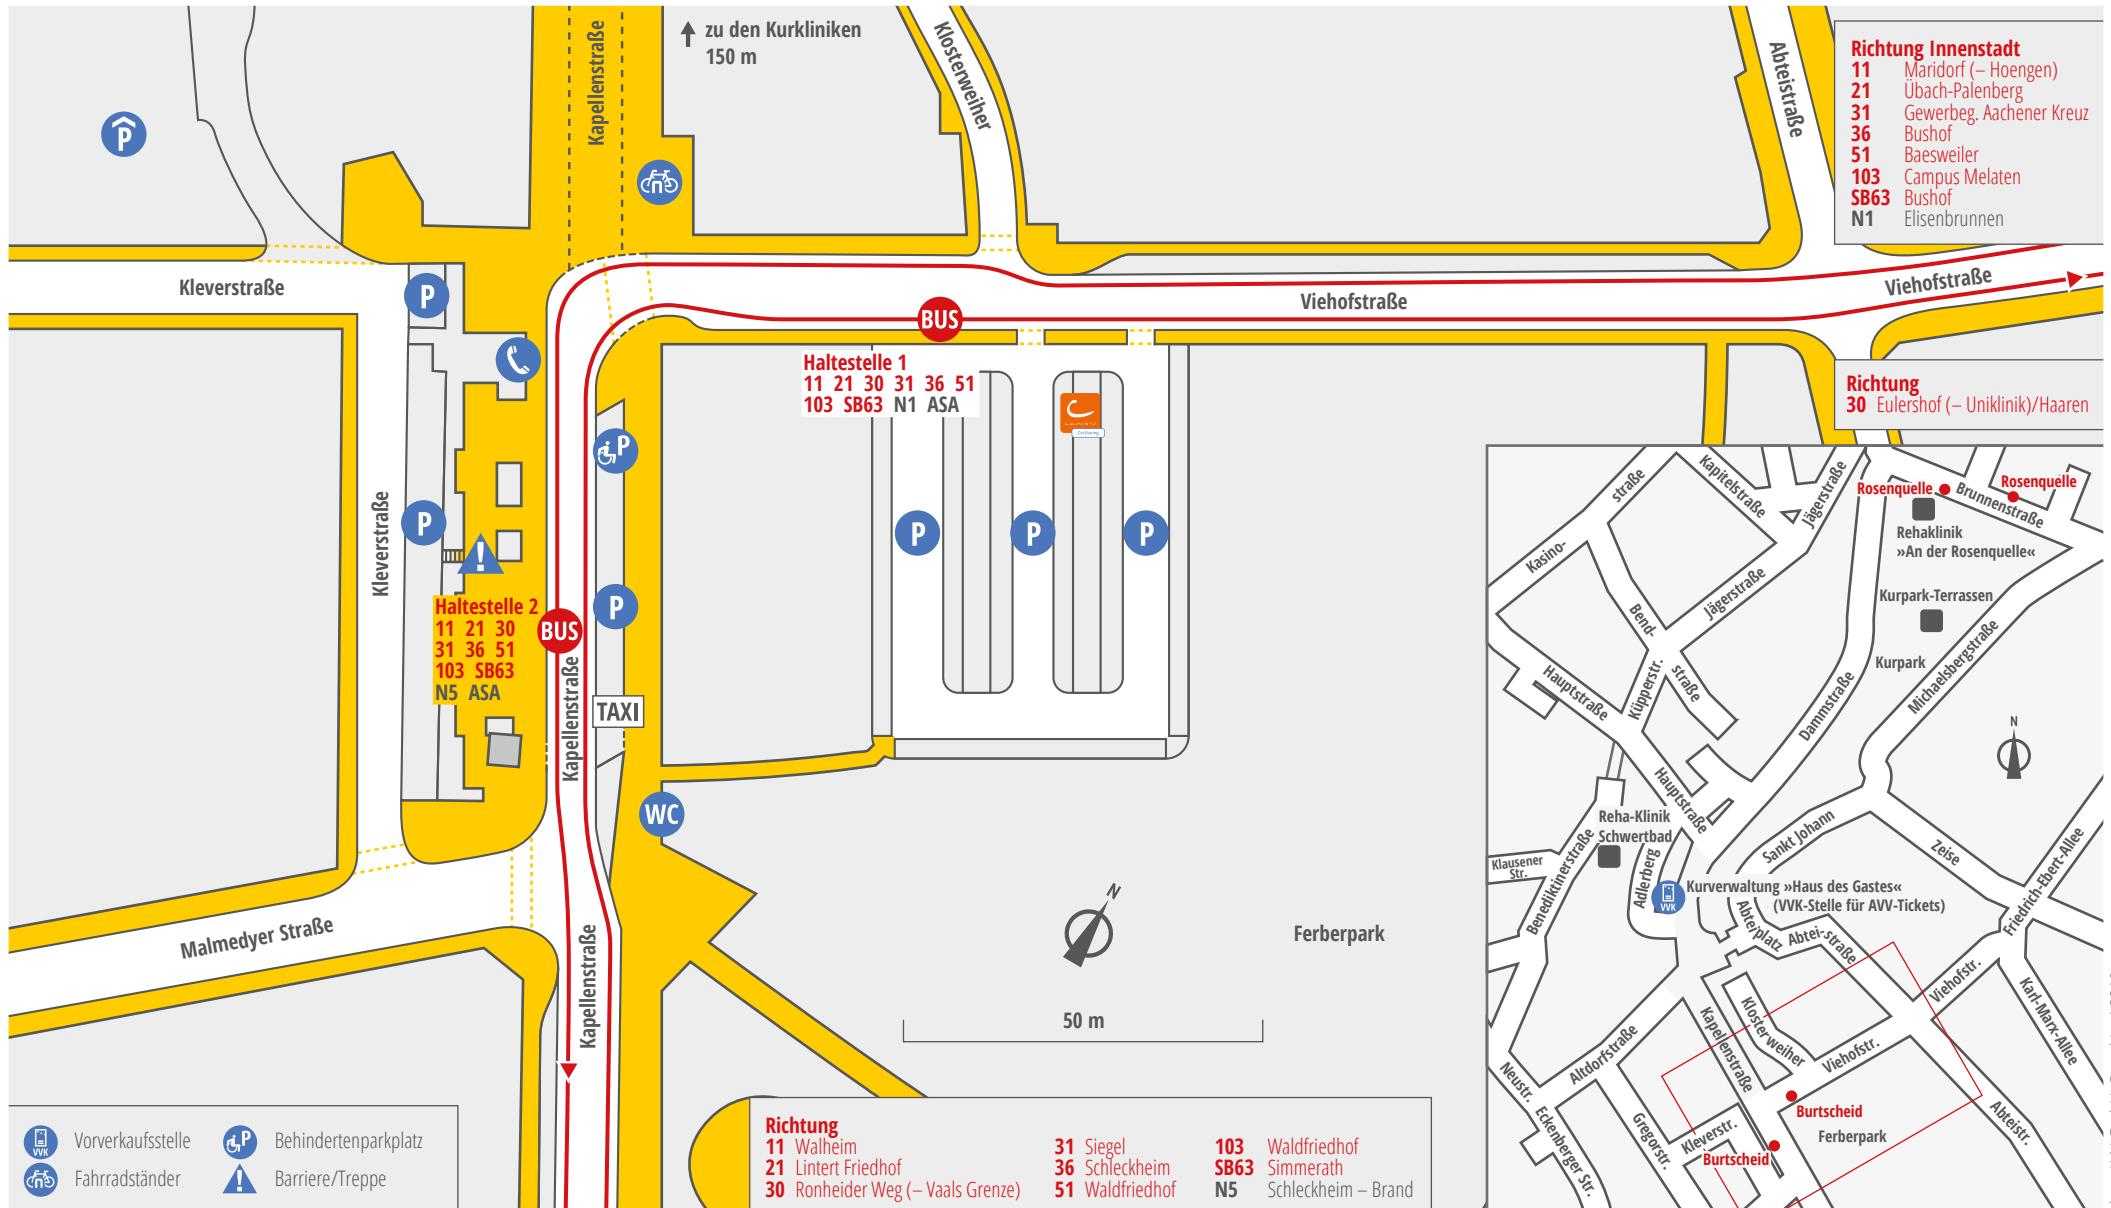 zu den Kurkliniken
150 m
Kapellenstraße
Klosterweiher
Abteistraße
Richtung Innenstadt
11 Maridorf (– Hoengen)
21 Übach-Palenberg
31 Gewerbeg. Aachener Kreuz
36 Bushof
51 Baesweiler
103 Campus Melaten
SB63 Bushof
N1 Elisenbrunnen
P
Kleverstraße
P
Viehofstraße
Viehofstraße
BUS
Haltestelle 1
11 21 30 31 36 51
103 SB63 N1 ASA
Richtung
30 Eulershof (– Uniklinik)/Haaren
P
P
P
P
P
Kleverstraße
P
Haltestelle 2
11 21 30
31 36 51
103 SB63
N5 ASA
BUS
Kapellenstraße
TAXI
WC
Malmedyer Straße
Kapellenstraße
N
Ferberpark
50 m
VVK
Vorverkaufsstelle
P
Behindertenparkplatz
Fahrradständer
Barriere/Treppe
Richtung
11 Walheim
21 Lintert Friedhof
30 Ronheider Weg (– Vaals Grenze)
31 Siegel
36 Schleckheim
51 Waldfriedhof
103 Waldfriedhof
SB63 Simmerath
N5 Schleckheim – Brand
Kasino-
straße
Kapitelstraße
Jägerstraße
Rosenquelle
Brunnenstraße
Rosenquelle
Rehaklinik
»An der Rosenquelle«
Jägerstraße
Bend-
straße
Küpperstr.
Kurpark-Terrassen
Kurpark
Michaelsbergstraße
Dammstraße
Hauptstraße
Hauptstraße
N
Reha-Klinik
Schwertbad
Klausener
Str.
Benediktinerstraße
Adlerberg
Sankt Johann
Zeise
Friedrich-Ebert-Allee
VVK
Kurverwaltung »Haus des Gastes«
(VVK-Stelle für AVV-Tickets)
Abteiplatz
Abtei-straße
Viehofstr.
Karl-Marx-Allee
Klosterweiher
Kapellenstraße
Viehofstr.
Altdorfstraße
Neustr.
Eckenberger Str.
Gregorstr.
Kleverstr.
Burtscheid
Burtscheid
Ferberpark
Abteistr.